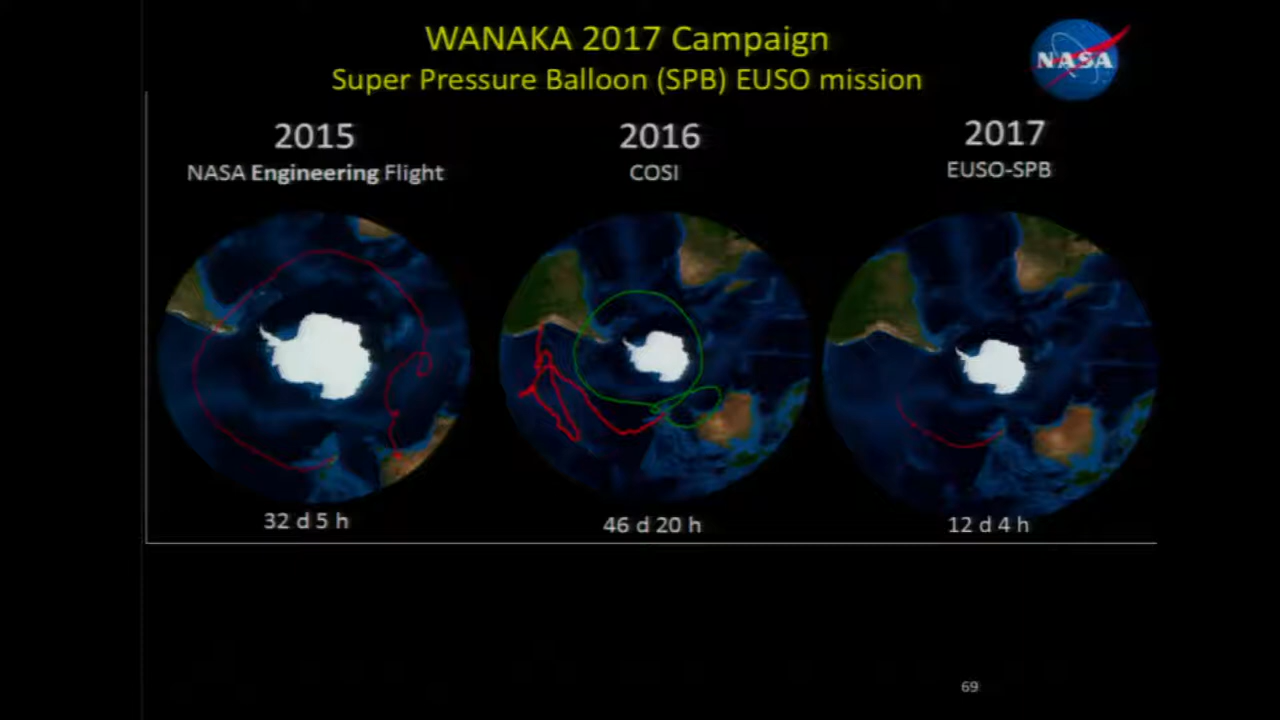 WANAKA 2017 Campaign
Super Pressure Balloon (SPB) EUSO mission
NASA
2015
NASA Engineering Flight
2016
COSI
2017
EUSO-SPB
32 d 5 h
46 d 20 h
12 d 4 h
69